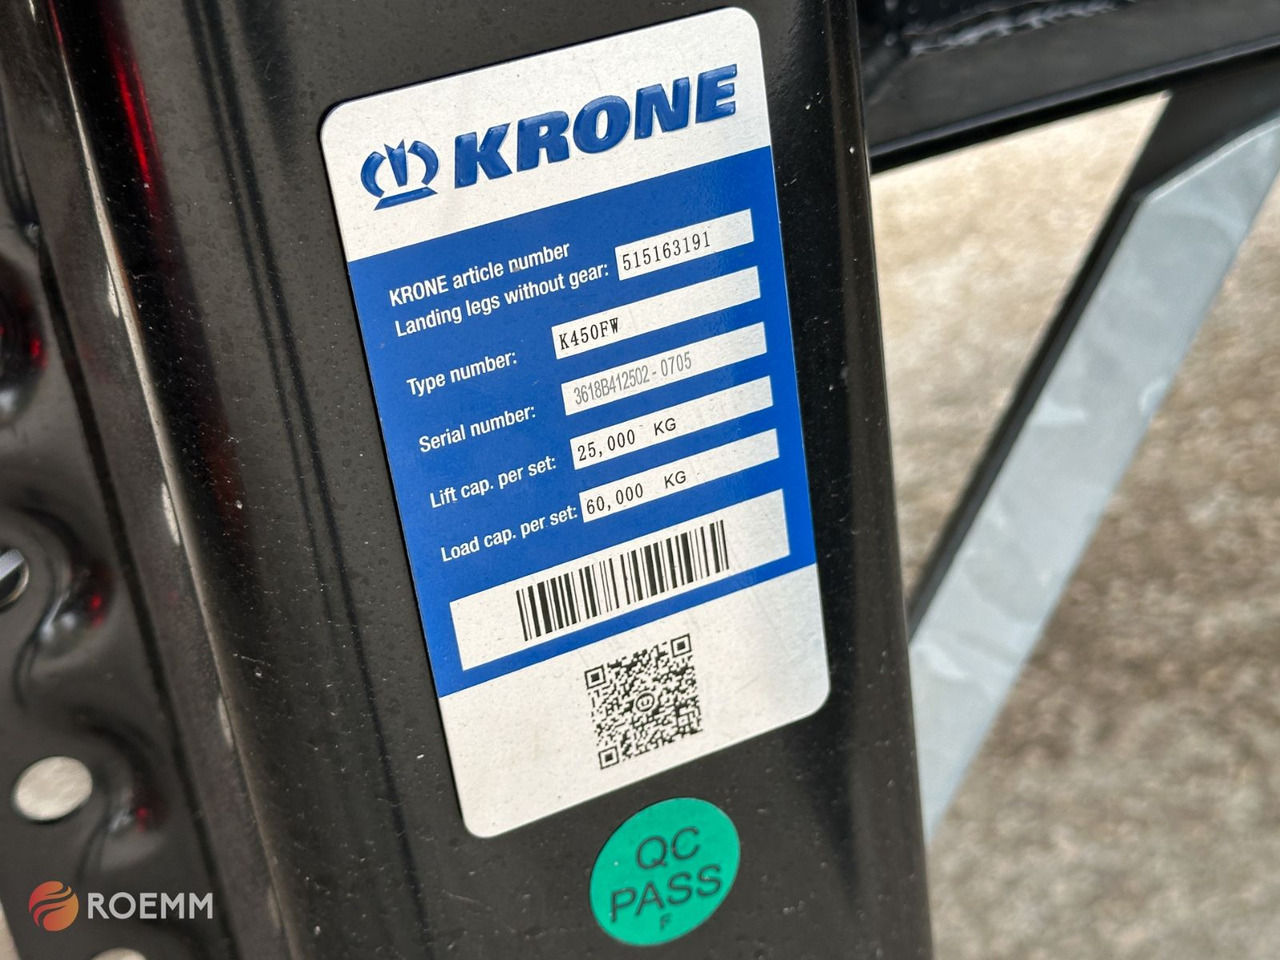 KRONE
KRONE article number
Landing legs without gear: 515163191
Type number: K450FW
Serial number: 3618B412502-0705
Lift cap. per set: 25,000 KG
Load cap. per set: 60,000 KG
QC
PASS
F
ROEMM